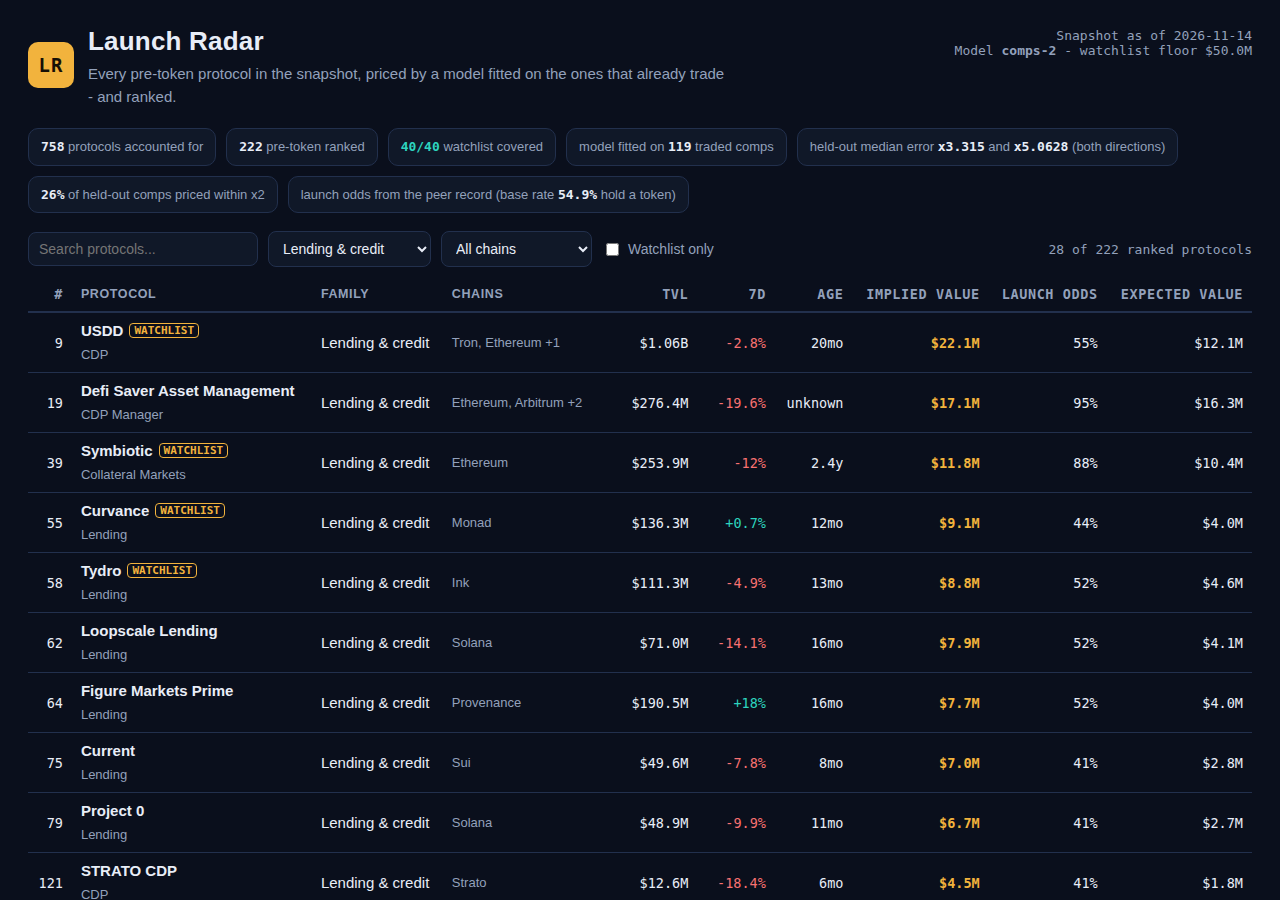 LR
Launch Radar
Every pre-token protocol in the snapshot, priced by a model fitted on the ones that already trade
- and ranked.
Snapshot as of 2026-11-14
Model comps-2 - watchlist floor $50.0M
758 protocols accounted for
222 pre-token ranked
40/40 watchlist covered
model fitted on 119 traded comps
held-out median error x3.315 and x5.0628 (both directions)
26% of held-out comps priced within x2
launch odds from the peer record (base rate 54.9% hold a token)
Search protocols...
Lending & credit
All chains
Watchlist only
28 of 222 ranked protocols
# PROTOCOL FAMILY CHAINS TVL 7D AGE IMPLIED VALUE LAUNCH ODDS EXPECTED VALUE
9 USDD WATCHLIST Lending & credit Tron, Ethereum +1 $1.06B -2.8% 20mo $22.1M 55% $12.1M
CDP
19 Defi Saver Asset Management Lending & credit Ethereum, Arbitrum +2 $276.4M -19.6% unknown $17.1M 95% $16.3M
CDP Manager
39 Symbiotic WATCHLIST Lending & credit Ethereum $253.9M -12% 2.4y $11.8M 88% $10.4M
Collateral Markets
55 Curvance WATCHLIST Lending & credit Monad $136.3M +0.7% 12mo $9.1M 44% $4.0M
Lending
58 Tydro WATCHLIST Lending & credit Ink $111.3M -4.9% 13mo $8.8M 52% $4.6M
Lending
62 Loopscale Lending Lending & credit Solana $71.0M -14.1% 16mo $7.9M 52% $4.1M
Lending
64 Figure Markets Prime Lending & credit Provenance $190.5M +18% 16mo $7.7M 52% $4.0M
Lending
75 Current Lending & credit Sui $49.6M -7.8% 8mo $7.0M 41% $2.8M
Lending
79 Project 0 Lending & credit Solana $48.9M -9.9% 11mo $6.7M 41% $2.7M
Lending
121 STRATO CDP Lending & credit Strato $12.6M -18.4% 6mo $4.5M 41% $1.8M
CDP